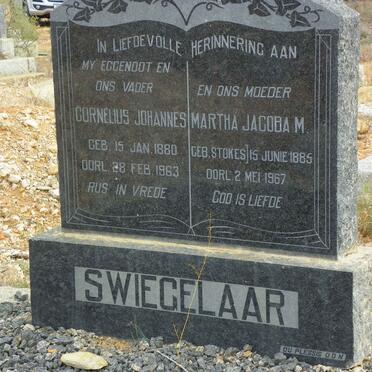 IN LIEFDEVOLLE HERINNERING AAN
MY EGGENOOT EN
ONS VADER
CORNELIUS JOHANNES
GEB. 15 JAN. 1880
OORL. 28 FEB. 1963
RUS IN VREDE
EN ONS MOEDER
MARTHA JACOBA M.
(GEB. STOKES) 15 JUNIE 1885
OORL. 2 MEI 1967
GOD IS LIEFDE
SWIEGELAAR
DU PLESSIS O.D.N.